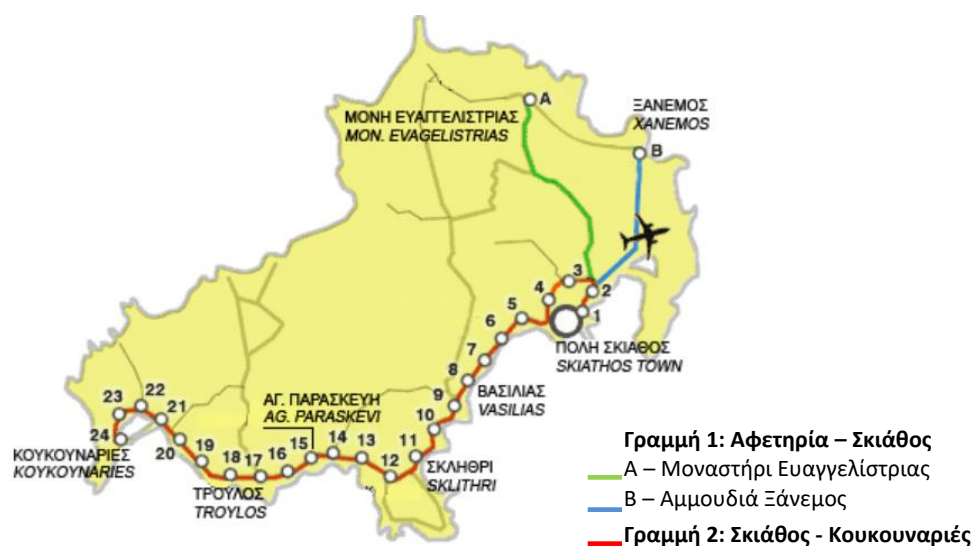 A
ΜΟΝΗ ΕΥΑΓΓΕΛΙΣΤΡΙΑΣ
MON. EVAGELISTRIAS
ΞΑΝΕΜΟΣ
XANEMOS
B
3
4
2
5
1
6
ΠΟΛΗ ΣΚΙΑΘΟΣ
SKIATHOS TOWN
7
8
ΒΑΣΙΛΙΑΣ
VASILIAS
9
10
ΑΓ. ΠΑΡΑΣΚΕΥΗ
AG. PARASKEVI
23
22
21
24
20
19
18
17
16
15
14
13
12
11
ΚΟΥΚΟΥΝΑΡΙΕΣ
KOYKOYNARIES
ΤΡΟΥΛΟΣ
TROYLOS
ΣΚΛΗΘΡΙ
SKLITHRI
Γραμμή 1: Αφετηρία – Σκιάθος
Α – Μοναστήρι Ευαγγελίστριας
Β – Αμμουδιά Ξάνεμος
Γραμμή 2: Σκιάθος - Κουκουναριές